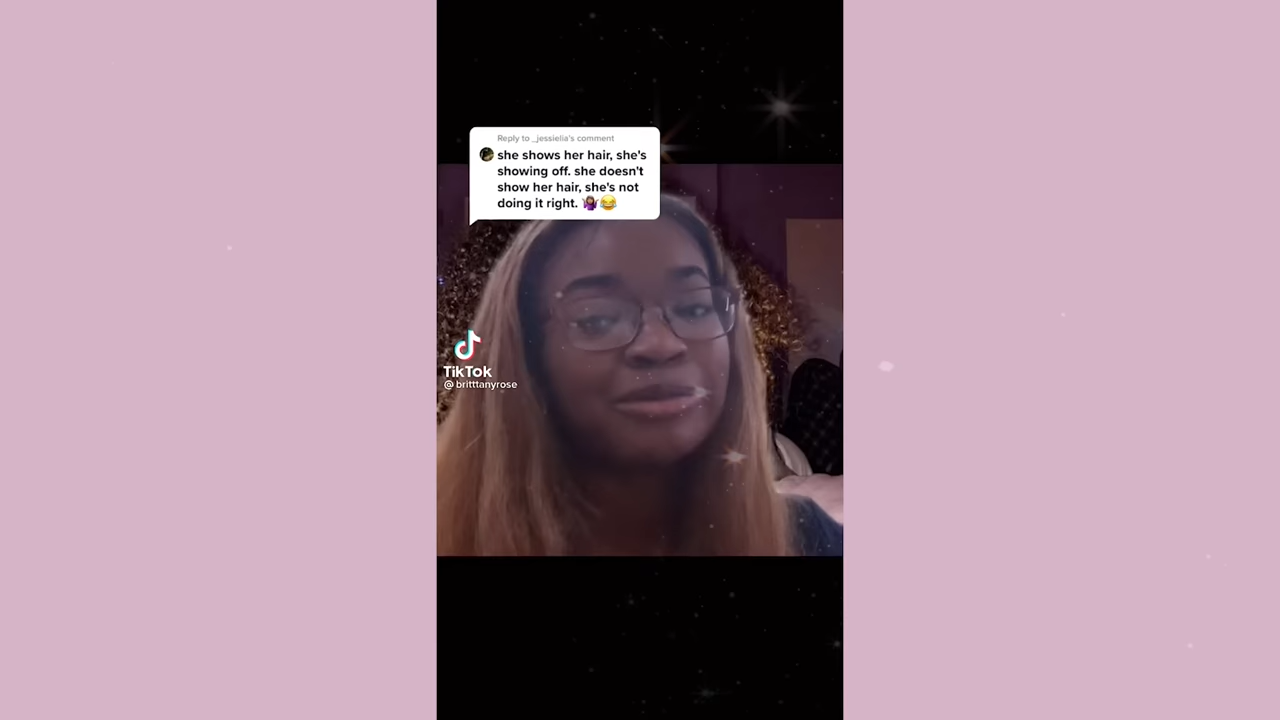 Reply to _jessielia's comment
she shows her hair, she's
showing off. she doesn't
show her hair, she's not
doing it right. 🤷🏾‍♀️😂
TikTok
@britttanyrose